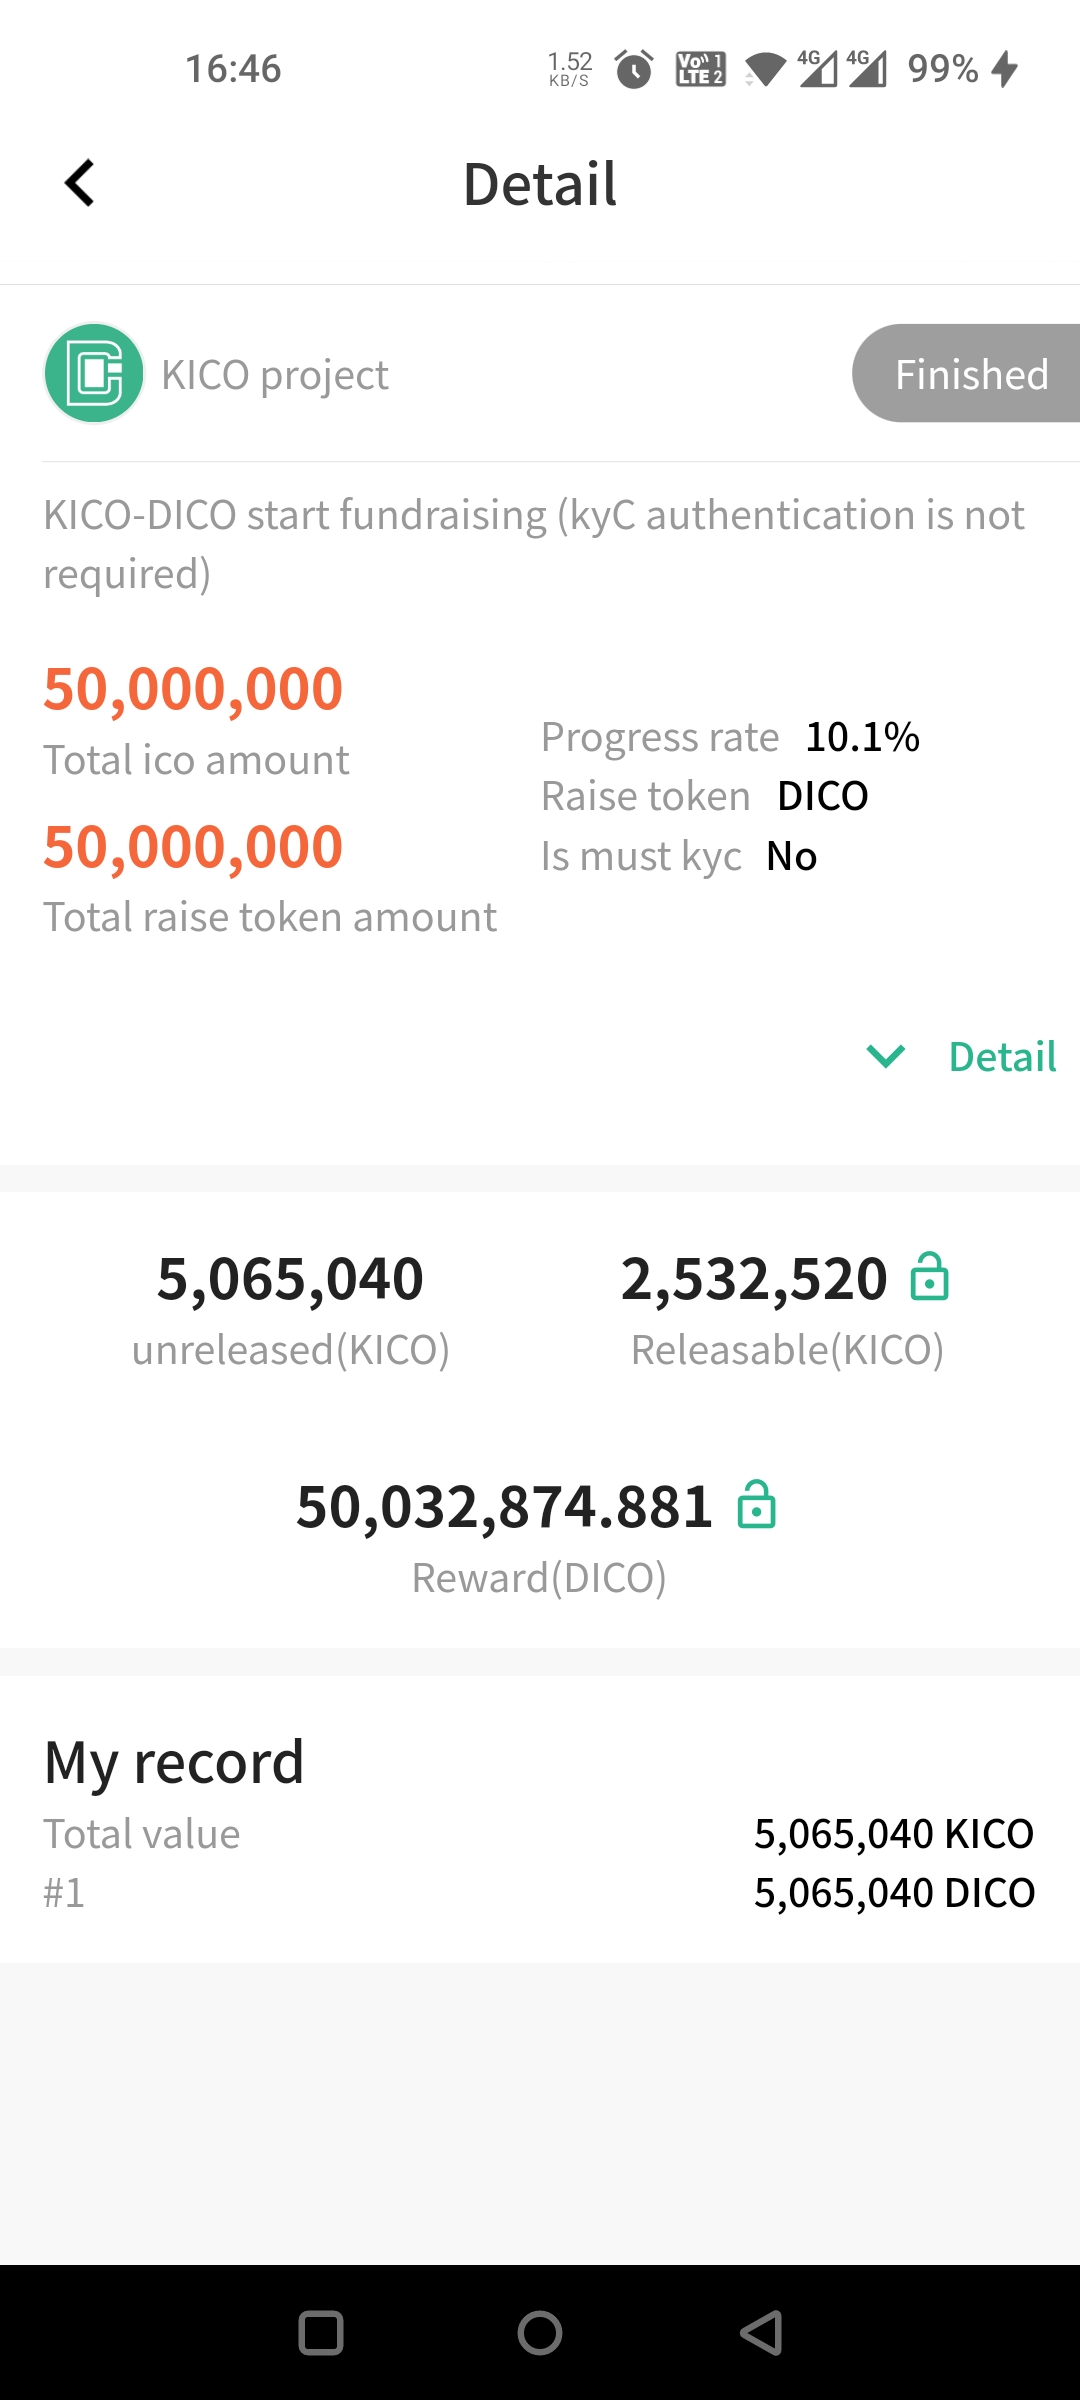 16:46
1.52
KB/S
Vo 1
LTE 2
4G
4G
99%
Detail
KICO project
Finished
KICO-DICO start fundraising (kyC authentication is not
required)
50,000,000
Total ico amount
Progress rate 10.1%
Raise token DICO
50,000,000
Is must kyc No
Total raise token amount
Detail
5,065,040
unreleased(KICO)
2,532,520
Releasable(KICO)
50,032,874.881
Reward(DICO)
My record
Total value 5,065,040 KICO
#1 5,065,040 DICO